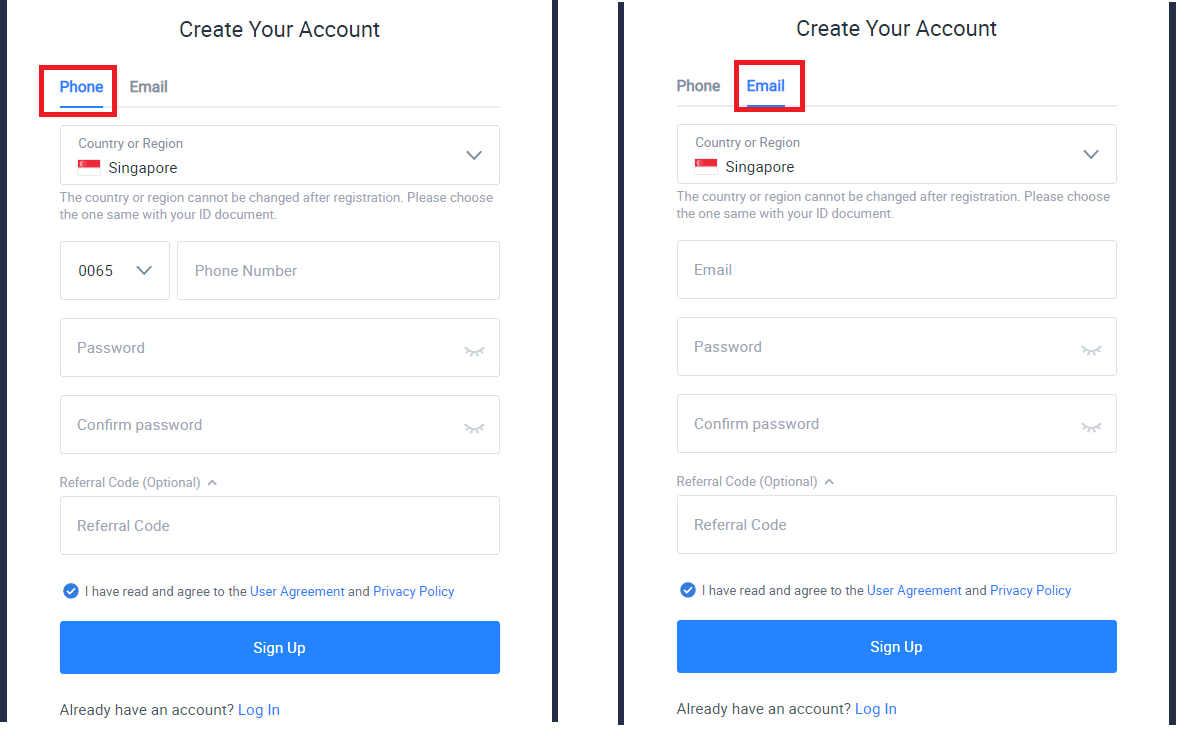 Create Your Account
Phone Email
Country or Region
Singapore
The country or region cannot be changed after registration. Please choose
the one same with your ID document.
0065 Phone Number
Password
Confirm password
Referral Code (Optional)
Referral Code
I have read and agree to the User Agreement and Privacy Policy
Sign Up
Already have an account? Log In
Create Your Account
Phone Email
Country or Region
Singapore
The country or region cannot be changed after registration. Please choose
the one same with your ID document.
Email
Password
Confirm password
Referral Code (Optional)
Referral Code
I have read and agree to the User Agreement and Privacy Policy
Sign Up
Already have an account? Log In